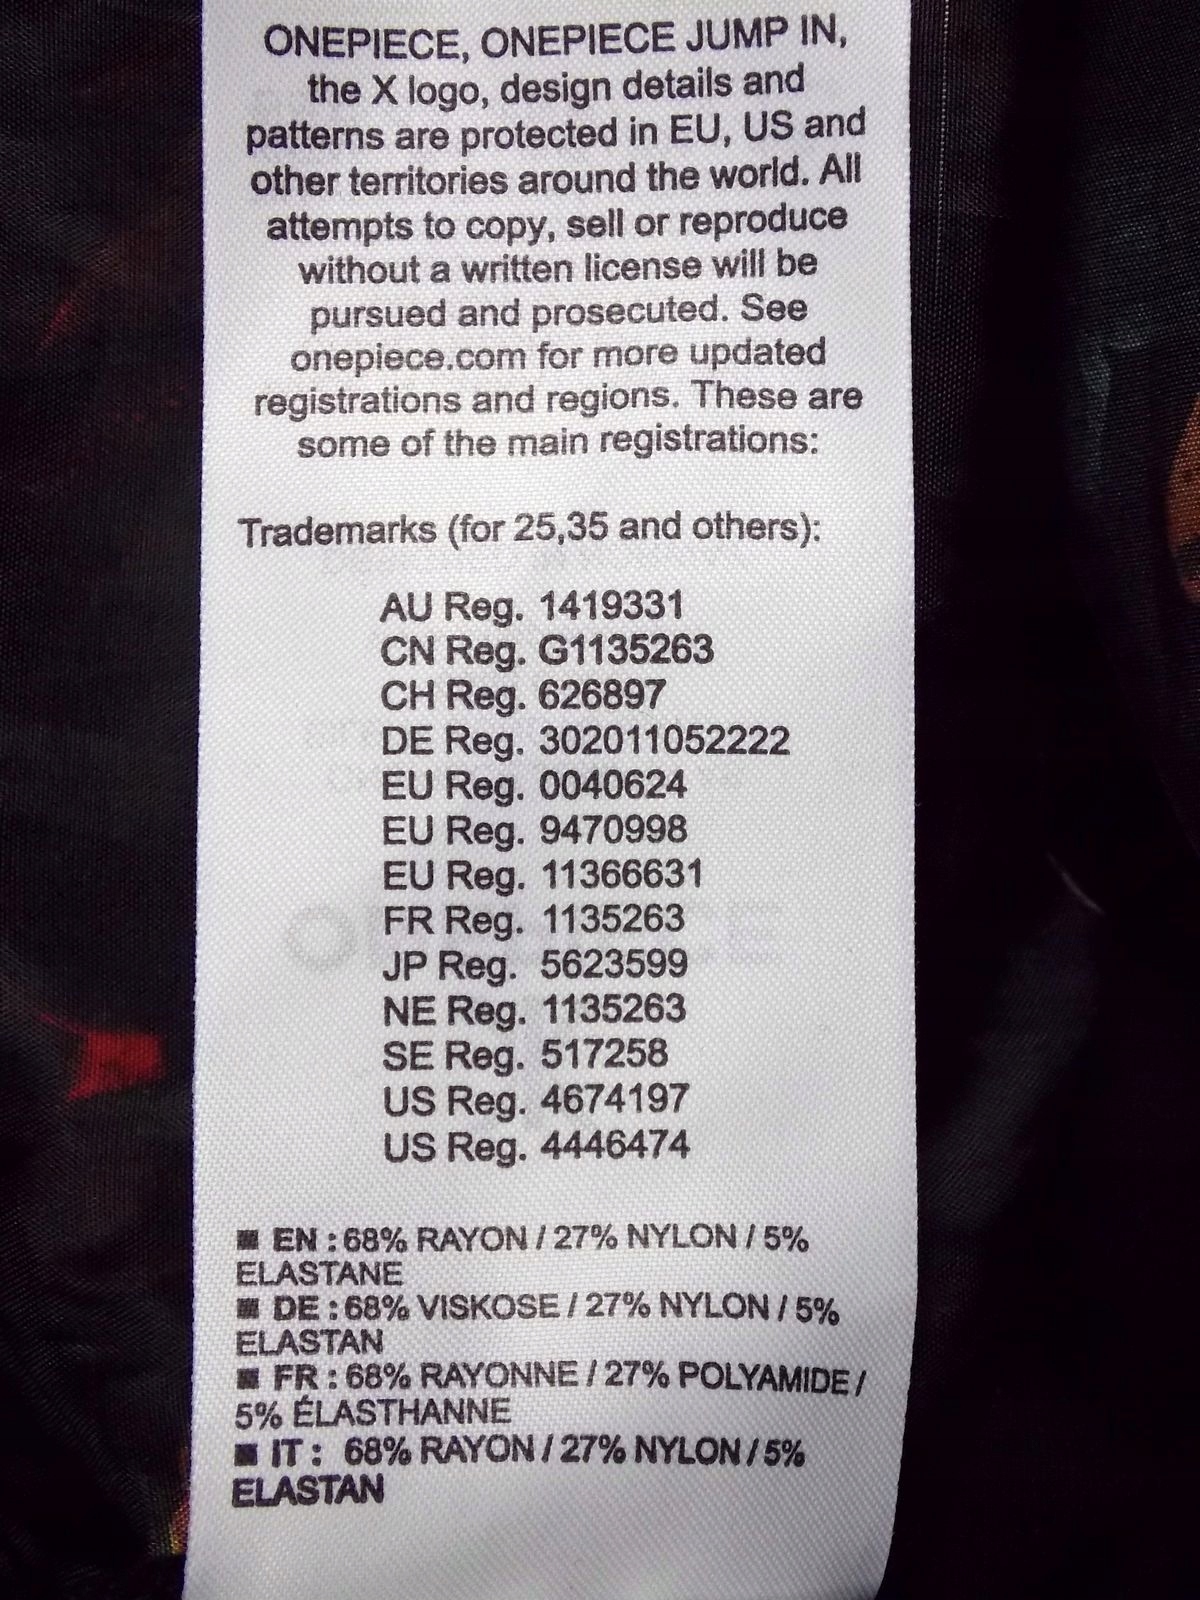 ONEPIECE, ONEPIECE JUMP IN,
the X logo, design details and
patterns are protected in EU, US and
other territories around the world. All
attempts to copy, sell or reproduce
without a written license will be
pursued and prosecuted. See
onepiece.com for more updated
registrations and regions. These are
some of the main registrations:
Trademarks (for 25,35 and others):
AU Reg. 1419331
CN Reg. G1135263
CH Reg. 626897
DE Reg. 302011052222
EU Reg. 0040624
EU Reg. 9470998
EU Reg. 11366631
FR Reg. 1135263
JP Reg. 5623599
NE Reg. 1135263
SE Reg. 517258
US Reg. 4674197
US Reg. 4446474
■ EN : 68% RAYON / 27% NYLON / 5%
ELASTANE
■ DE : 68% VISKOSE / 27% NYLON / 5%
ELASTAN
■ FR : 68% RAYONNE / 27% POLYAMIDE /
5% ÉLASTHANNE
■ IT : 68% RAYON / 27% NYLON / 5%
ELASTAN